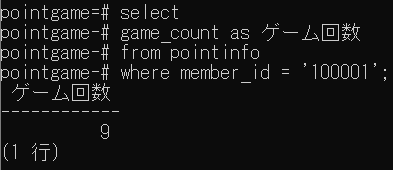 pointgame=# select
pointgame-# game_count as ゲーム回数
pointgame-# from pointinfo
pointgame-# where member_id = '100001';
ゲーム回数
------------
9
(1 行)